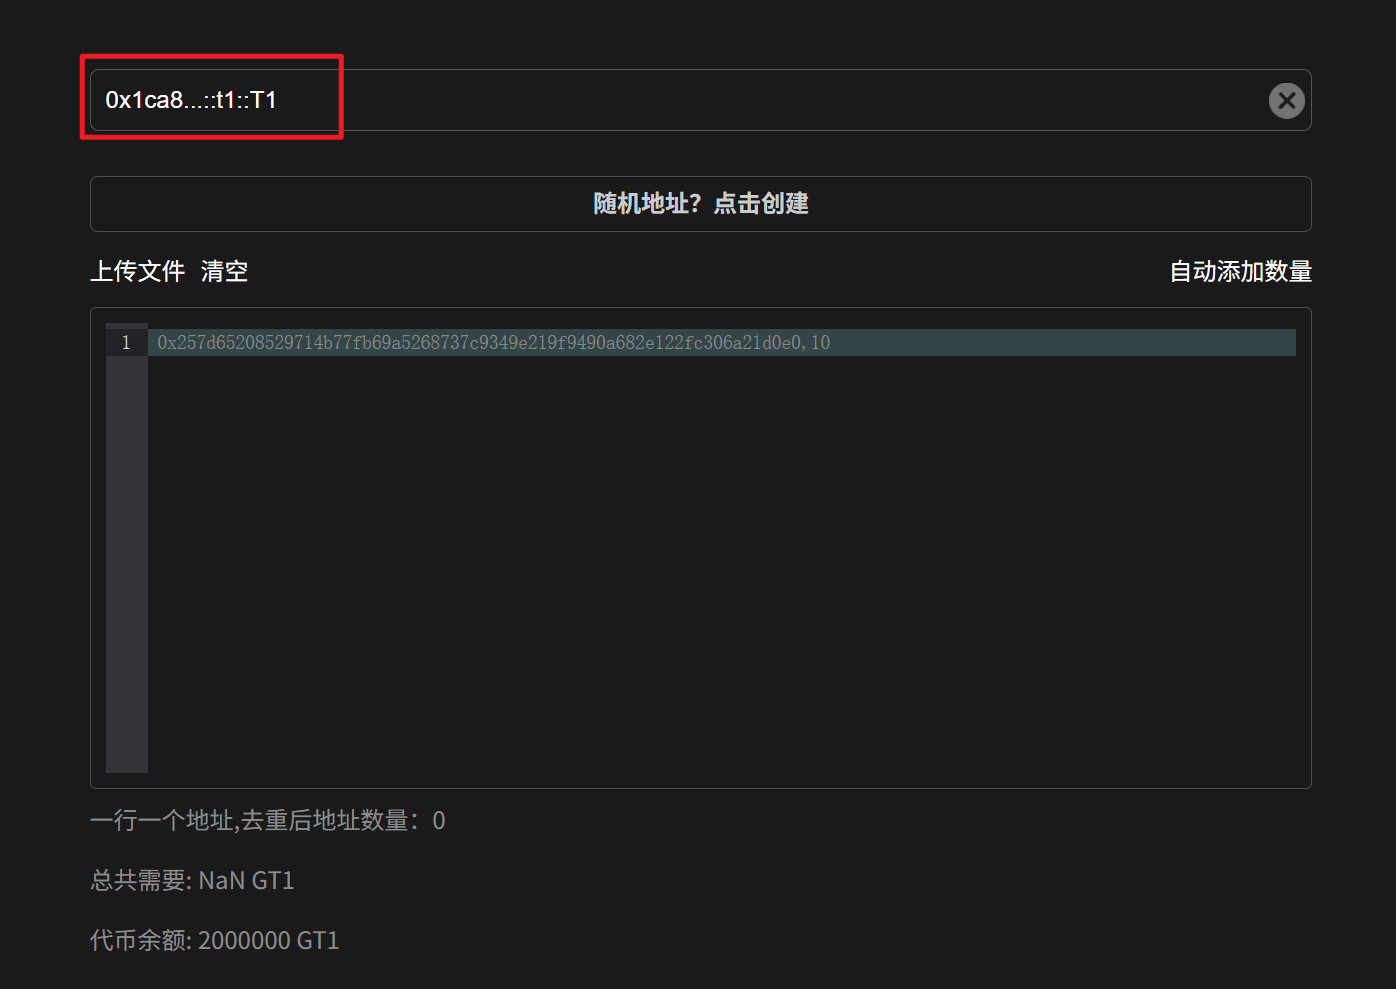 0x1ca8...::t1::T1
随机地址？点击创建
上传文件 清空 自动添加数量
1 0x257d65208529714b77fb69a5268737c9349e219f9490a682e122fc306a21d0e0,10
一行一个地址,去重后地址数量：0
总共需要: NaN GT1
代币余额: 2000000 GT1